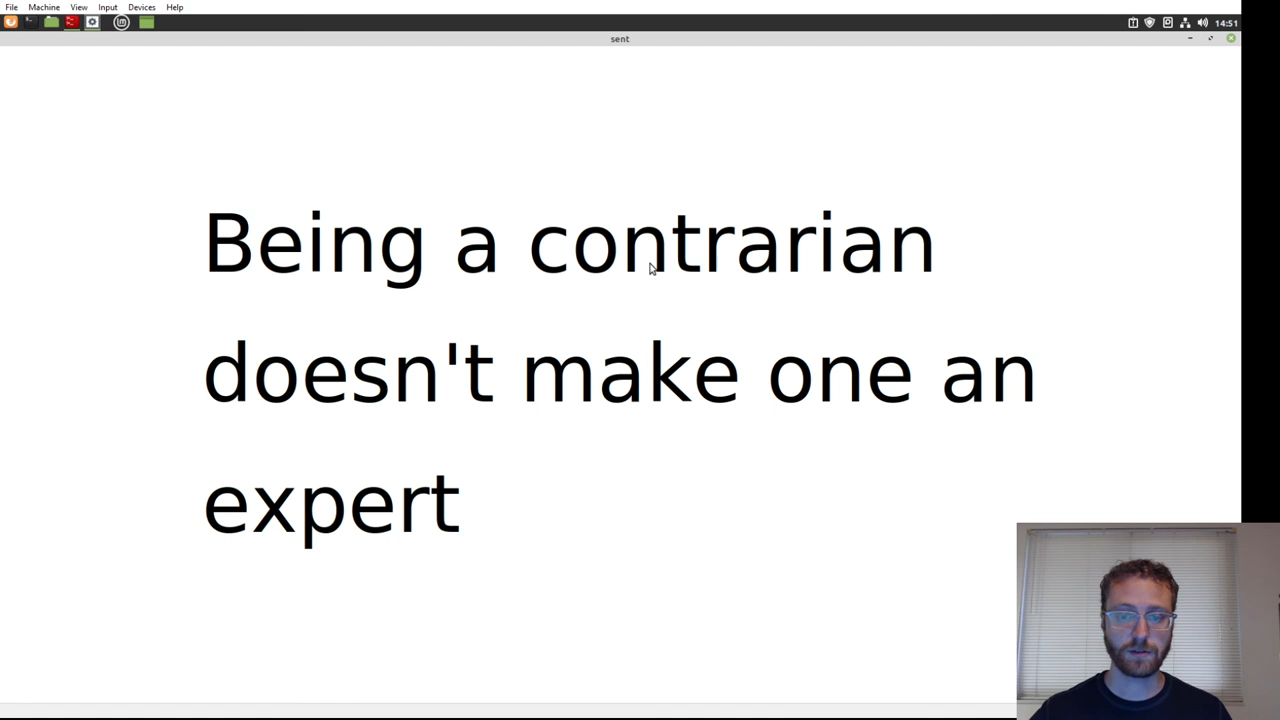 File Machine View Input Devices Help
14:51
sent
Being a contrarian
doesn't make one an
expert